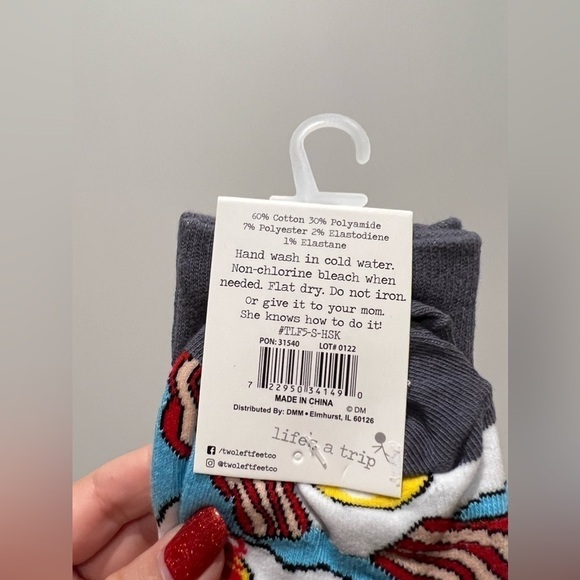 60% Cotton 30% Polyamide
7% Polyester 2% Elastodiene
1% Elastane
Hand wash in cold water.
Non-chlorine bleach when
needed. Flat dry. Do not iron.
Or give it to your mom.
She knows how to do it!
#TLF5-S-HSK
PON: 31540 LOT# 0122
7 22950 34149 0
MADE IN CHINA © DM
Distributed By: DMM • Elmhurst, IL 60126
life's a trip
/twoleftfeetco
@twoleftfeetco